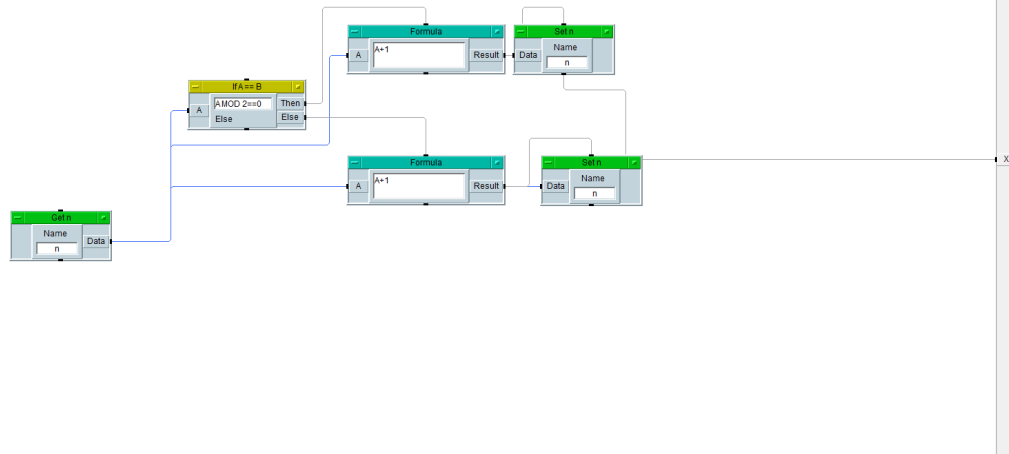 Formula
A+1
A
Result
Set n
Name
Data
n
If A == B
A
A MOD 2==0
Then
Else
Else
Formula
A+1
A
Result
Set n
Name
Data
n
X
Get n
Name
n
Data